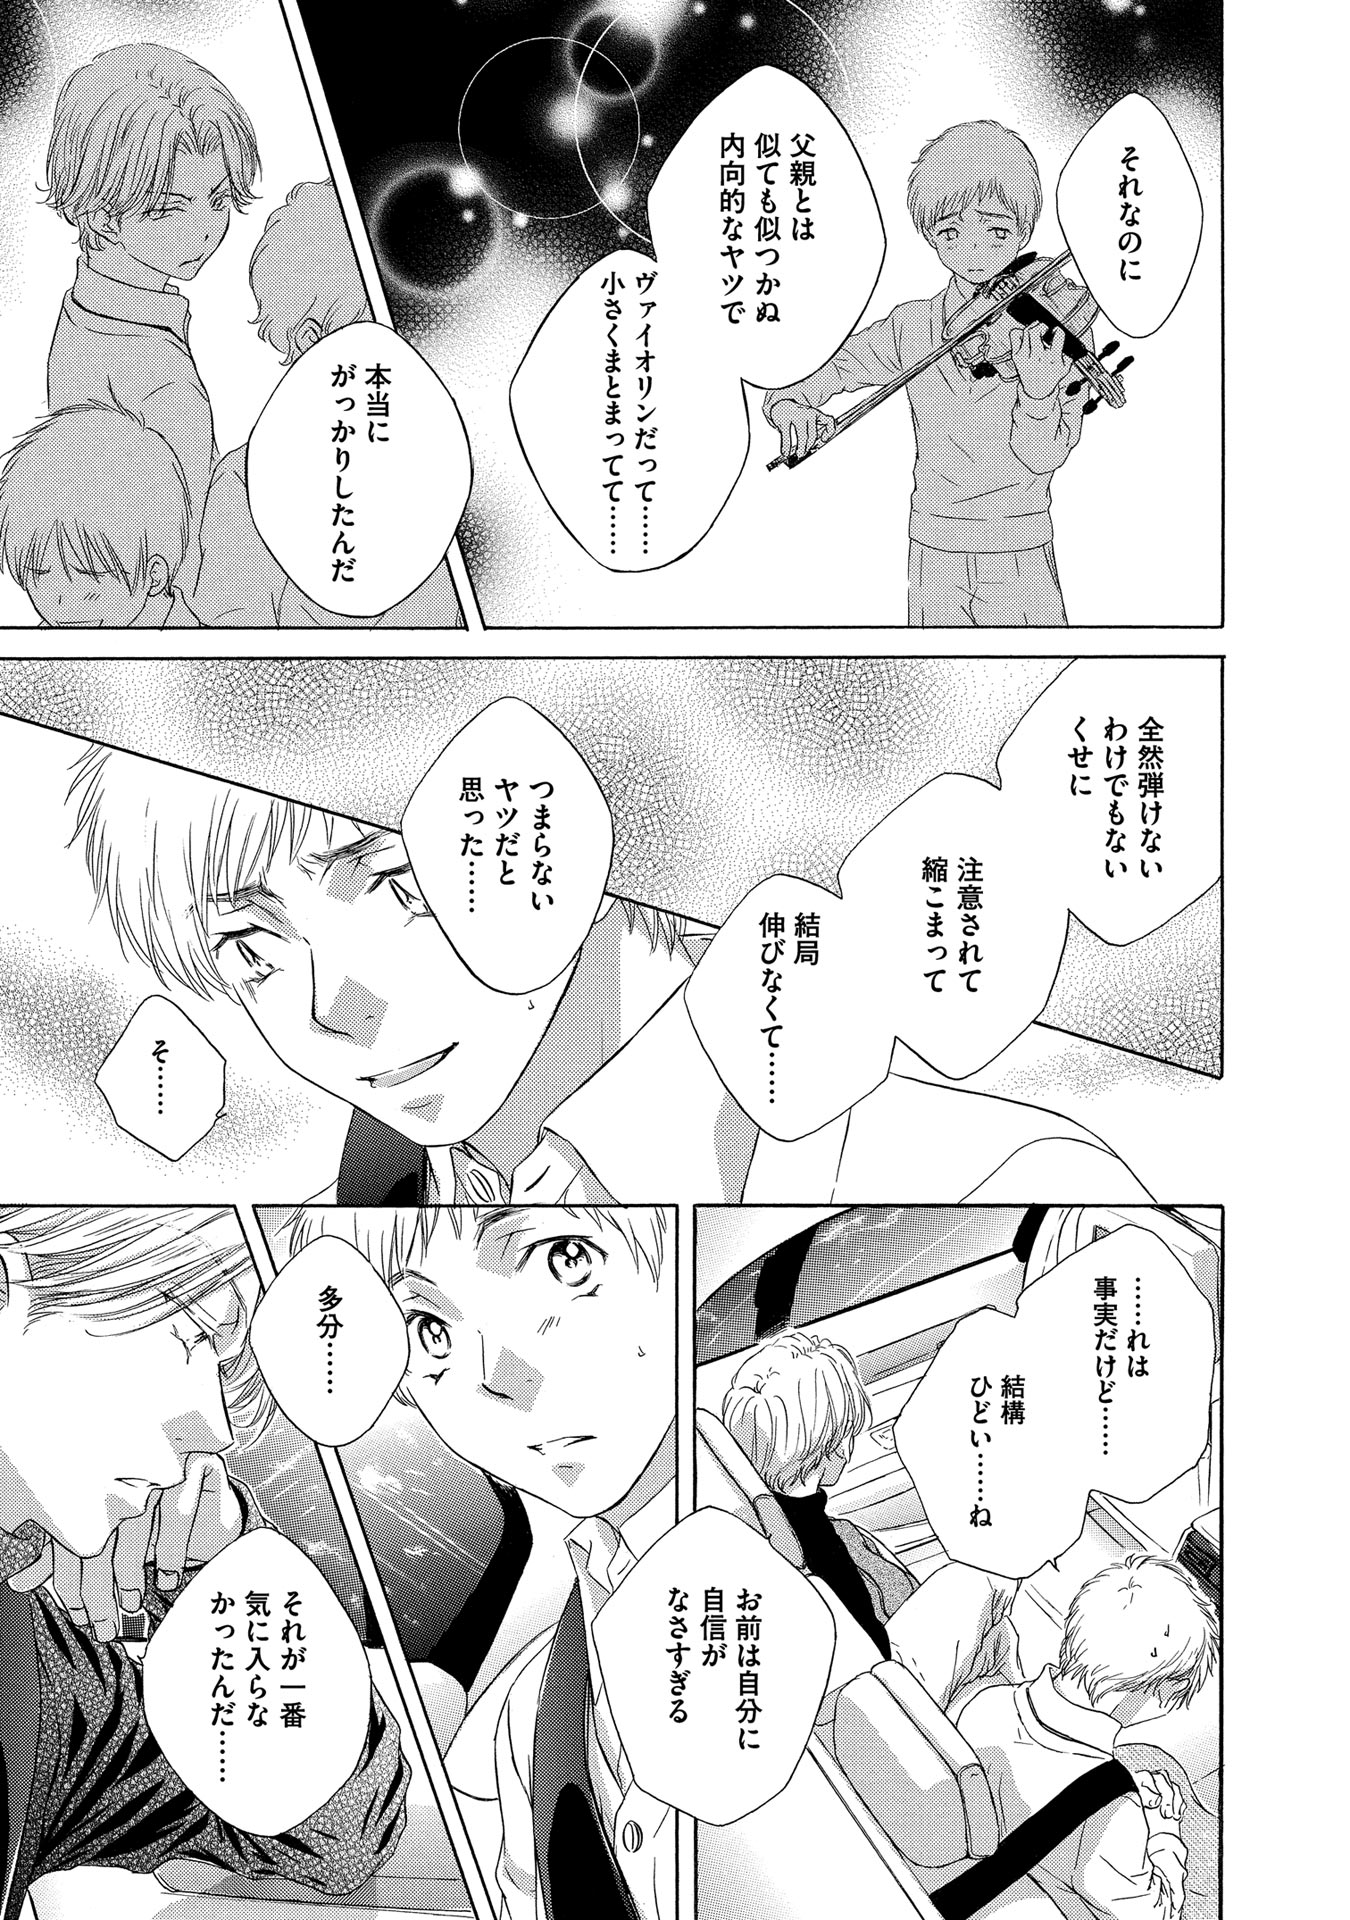 それなのに
父親とは
似ても似つかぬ
内向的なヤツで
ヴァイオリンだって……
小さくまとまってて……
本当に
がっかりしたんだ
全然弾けない
わけでもない
くせに
注意されて
縮こまって
結局
伸びなくて……
つまらない
ヤツだと
思った……
そ……
……れは
事実だけど……
結構
ひどい……ね
お前は自分に
自信が
なさすぎる
多分……
それが一番
気に入らな
かったんだ……